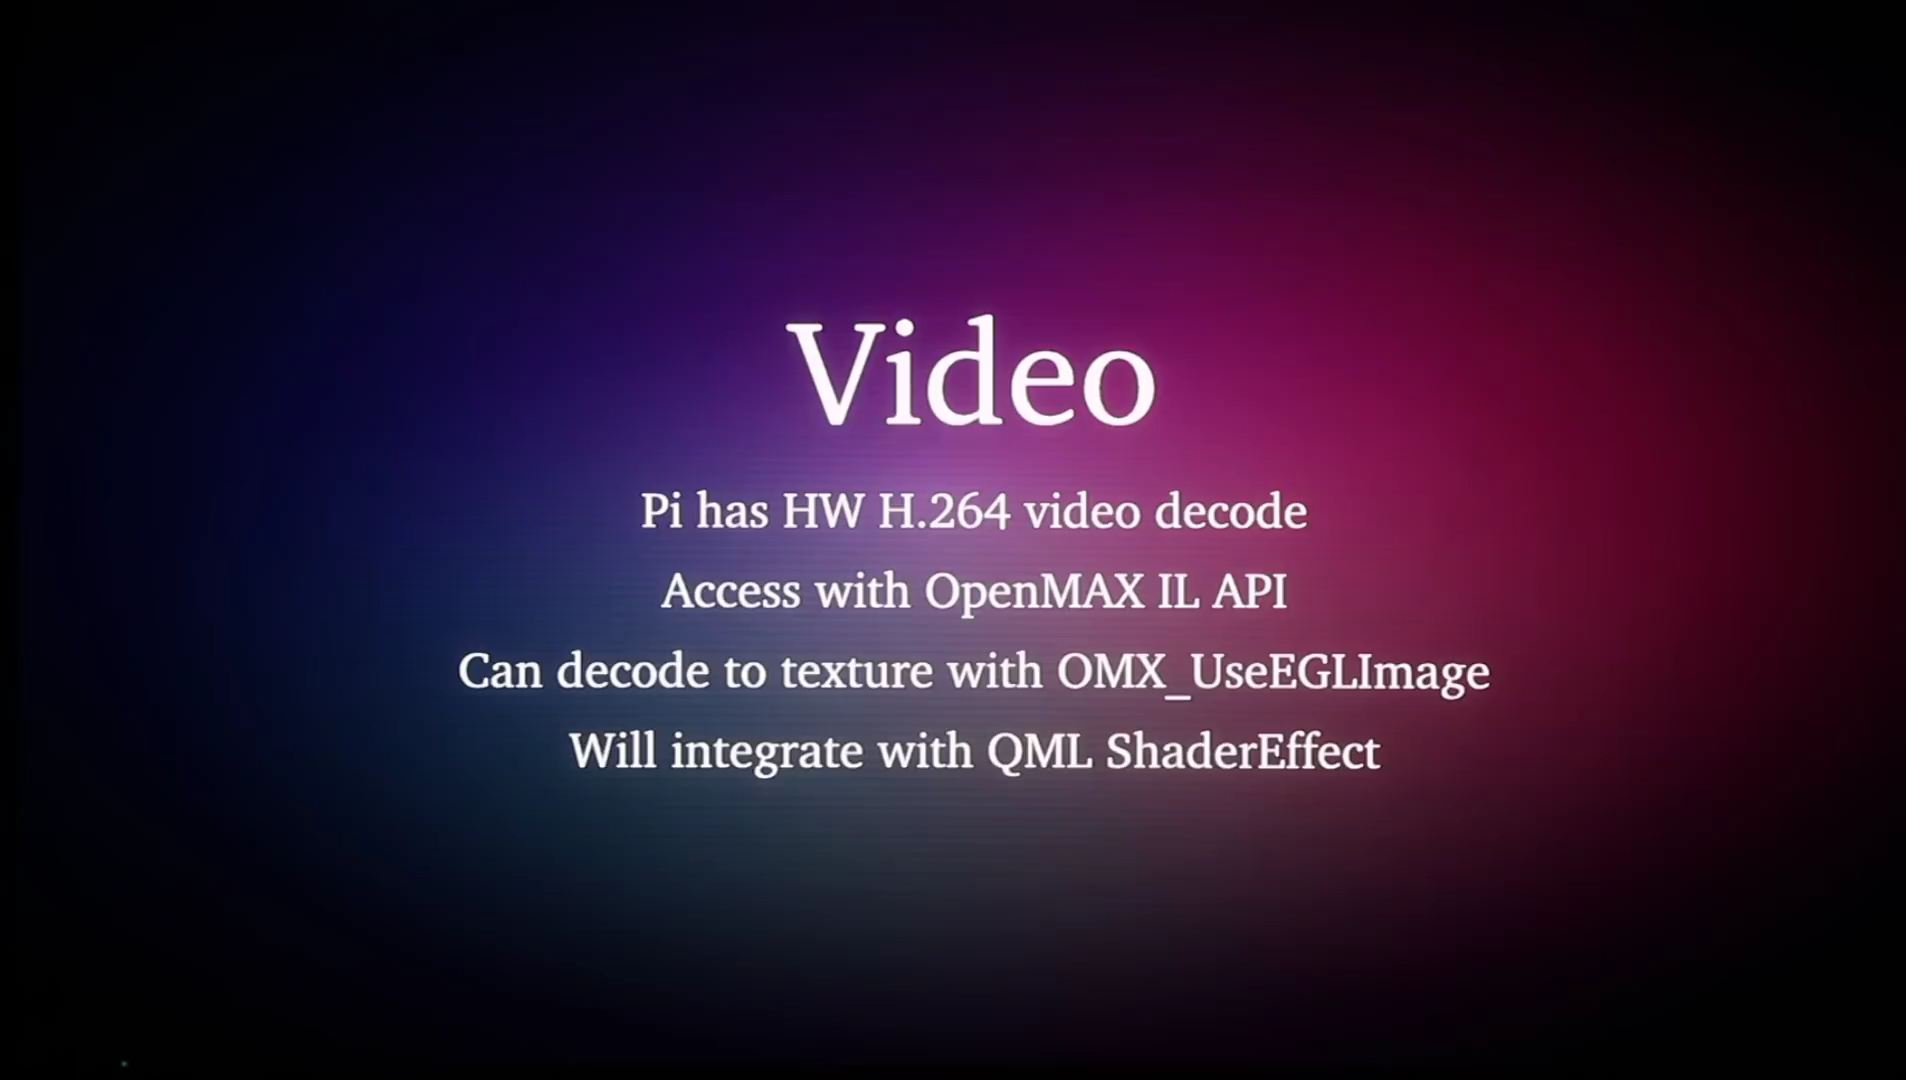 Video
Pi has HW H.264 video decode
Access with OpenMAX IL API
Can decode to texture with OMX_UseEGLImage
Will integrate with QML ShaderEffect